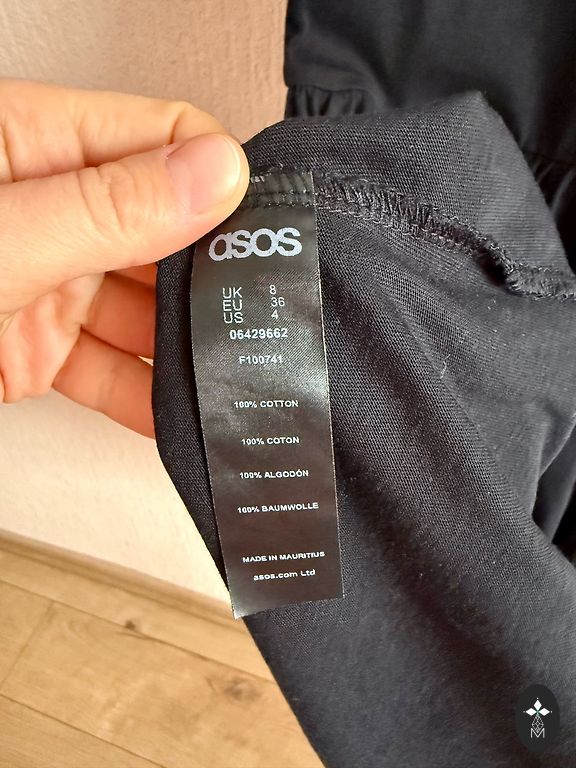 asos
UK 8
EU 36
US 4
06429662
F100741
100% COTTON
100% COTON
100% ALGODÓN
100% BAUMWOLLE
MADE IN MAURITIUS
asos.com Ltd
M